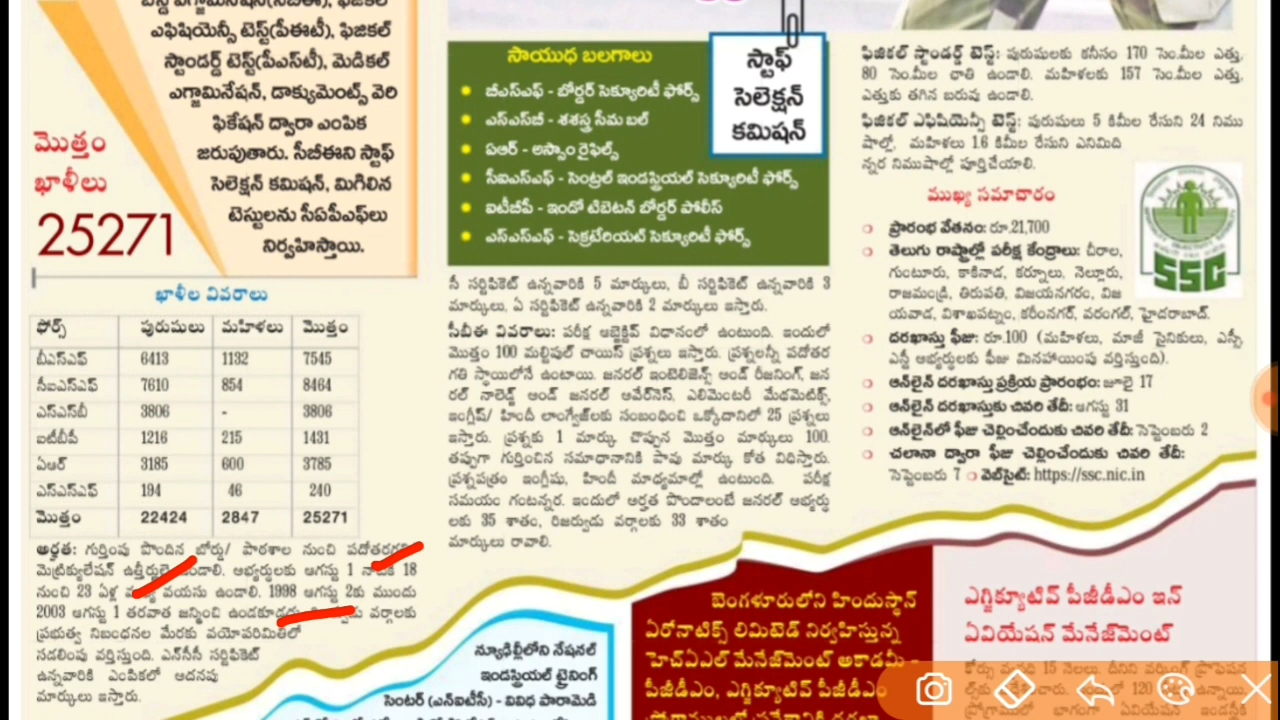 ఎఫిషియెన్సీ టెస్ట్(పీఈటీ), ఫిజికల్
స్టాండర్డ్ టెస్ట్(పీఎస్‌టీ), మెడికల్
ఎగ్జామినేషన్, డాక్యుమెంట్స్ వెరి
ఫికేషన్ ద్వారా ఎంపిక
జరుపుతారు. సీబీఈని స్టాఫ్
సెలెక్షన్ కమిషన్, మిగిలిన
టెస్టులను సీఏపీఎఫ్‌లు
నిర్వహిస్తాయి.
మొత్తం
ఖాళీలు
25271
ఖాళీల వివరాలు
ఫోర్స్ పురుషులు మహిళలు మొత్తం
బీఎస్ఎఫ్ 6413 1132 7545
సీఐఎస్ఎఫ్ 7610 854 8464
ఎస్ఎస్‌బీ 3806 - 3806
ఐటీబీపీ 1216 215 1431
ఏఆర్ 3185 600 3785
ఎస్ఎస్ఎఫ్ 194 46 240
మొత్తం 22424 2847 25271
అర్హత: గుర్తింపు పొందిన బోర్డు/ పాఠశాల నుంచి
మెట్రిక్యులేషన్ ఉండాలి. అభ్యర్థులకు ఆగస్టు 1 నాటికి 18
నుంచి 23 ఏళ్ల మధ్య వయసు ఉండాలి. 1998 ఆగస్టు 2కు ముందు
2003 ఆగస్టు 1 తరవాత జన్మించి ఉండకూడదు. వర్గాలకు
ప్రభుత్వ నిబంధనల మేరకు వయోపరిమితిలో
సడలింపు వర్తిస్తుంది. ఎన్‌సీసీ సర్టిఫికెట్
ఉన్నవారికి ఎంపికలో అదనపు
మార్కులు ఇస్తారు.
సాయుధ బలగాలు
బీఎస్ఎఫ్ - బోర్డర్ సెక్యూరిటీ ఫోర్స్
ఎస్ఎస్‌బీ - శశస్త్ర సీమ బల్
ఏఆర్ - అస్సాం రైఫిల్స్
సీఐఎస్ఎఫ్ - సెంట్రల్ ఇండస్ట్రియల్ సెక్యూరిటీ ఫోర్స్
ఐటీబీపీ - ఇండో టిబెటన్ బోర్డర్ పోలీస్
ఎస్ఎస్ఎఫ్ - సెక్రటేరియట్ సెక్యూరిటీ ఫోర్స్
స్టాఫ్
సెలెక్షన్
కమిషన్
సీ సర్టిఫికెట్ ఉన్నవారికి 5 మార్కులు, బీ సర్టిఫికెట్ ఉన్నవారికి 3
మార్కులు, ఏ సర్టిఫికెట్ ఉన్నవారికి 2 మార్కులు ఇస్తారు.
సీబీఈ వివరాలు: పరీక్ష ఆబ్జెక్టివ్ విధానంలో ఉంటుంది. ఇందులో
మొత్తం 100 మల్టిపుల్ చాయిస్ ప్రశ్నలు ఇస్తారు. ప్రశ్నలన్నీ పదోతర
గతి స్థాయిలోనే ఉంటాయి. జనరల్ ఇంటెలిజెన్స్ అండ్ రీజనింగ్, జన
రల్ నాలెడ్జ్ అండ్ జనరల్ అవేర్‌నెస్, ఎలిమెంటరీ మేథమెటిక్స్,
ఇంగ్లీష్/ హిందీ లాంగ్వేజ్‌లకు సంబంధించి ఒక్కోదానిలో 25 ప్రశ్నలు
ఇస్తారు. ప్రశ్నకు 1 మార్కు చొప్పున మొత్తం మార్కులు 100.
తప్పుగా గుర్తించిన సమాధానానికి పావు మార్కు కోత విధిస్తారు.
ప్రశ్నపత్రం ఇంగ్లీషు, హిందీ మాధ్యమాల్లో ఉంటుంది. పరీక్ష
సమయం గంటన్నర. ఇందులో అర్హత పొందాలంటే జనరల్ అభ్యర్థు
లకు 35 శాతం, రిజర్వుడు వర్గాలకు 33 శాతం
మార్కులు రావాలి.
ఫిజికల్ స్టాండర్డ్ టెస్ట్: పురుషులకు కనీసం 170 సెం.మీల ఎత్తు,
80 సెం.మీల ఛాతి ఉండాలి. మహిళలకు 157 సెం.మీల ఎత్తు,
ఎత్తుకు తగిన బరువు ఉండాలి.
ఫిజికల్ ఎఫిషియెన్సీ టెస్ట్: పురుషులు 5 కిమీల రేసుని 24 నిము
షాల్లో, మహిళలు 1.6 కిమీల రేసుని ఎనిమిది
న్నర నిముషాల్లో పూర్తిచేయాలి.
ముఖ్య సమాచారం
ప్రారంభ వేతనం: రూ.21,700
తెలుగు రాష్ట్రాల్లో పరీక్ష కేంద్రాలు: చీరాల,
గుంటూరు, కాకినాడ, కర్నూలు, నెల్లూరు,
రాజమండ్రి, తిరుపతి, విజయనగరం, విజ
యవాడ, విశాఖపట్నం, కరీంనగర్, వరంగల్, హైదరాబాద్.
దరఖాస్తు ఫీజు: రూ.100 (మహిళలు, మాజీ సైనికులు, ఎస్సీ,
ఎస్టీ అభ్యర్థులకు ఫీజు మినహాయింపు వర్తిస్తుంది).
ఆన్‌లైన్ దరఖాస్తు ప్రక్రియ ప్రారంభం: జూలై 17
ఆన్‌లైన్ దరఖాస్తుకు చివరి తేదీ: ఆగస్టు 31
ఆన్‌లైన్‌లో ఫీజు చెల్లించేందుకు చివరి తేదీ: సెప్టెంబరు 2
చలానా ద్వారా ఫీజు చెల్లించేందుకు చివరి తేదీ:
సెప్టెంబరు 7 వెబ్‌సైట్: https://ssc.nic.in
SSC
న్యూఢిల్లీలోని నేషనల్
ఇండస్ట్రియల్ ట్రైనింగ్
సెంటర్ (ఎన్ఐటీసీ) - వివిధ పారామెడి
బెంగళూరులోని హిందుస్థాన్
ఏరోనాటిక్స్ లిమిటెడ్ నిర్వహిస్తున్న
హెచ్ఏఎల్ మేనేజ్‌మెంట్ అకాడమీ -
పీజీడీఎం, ఎగ్జిక్యూటివ్ పీజీడీఎం
ఎగ్జిక్యూటివ్ పీజీడీఎం ఇన్
ఏవియేషన్ మేనేజ్‌మెంట్